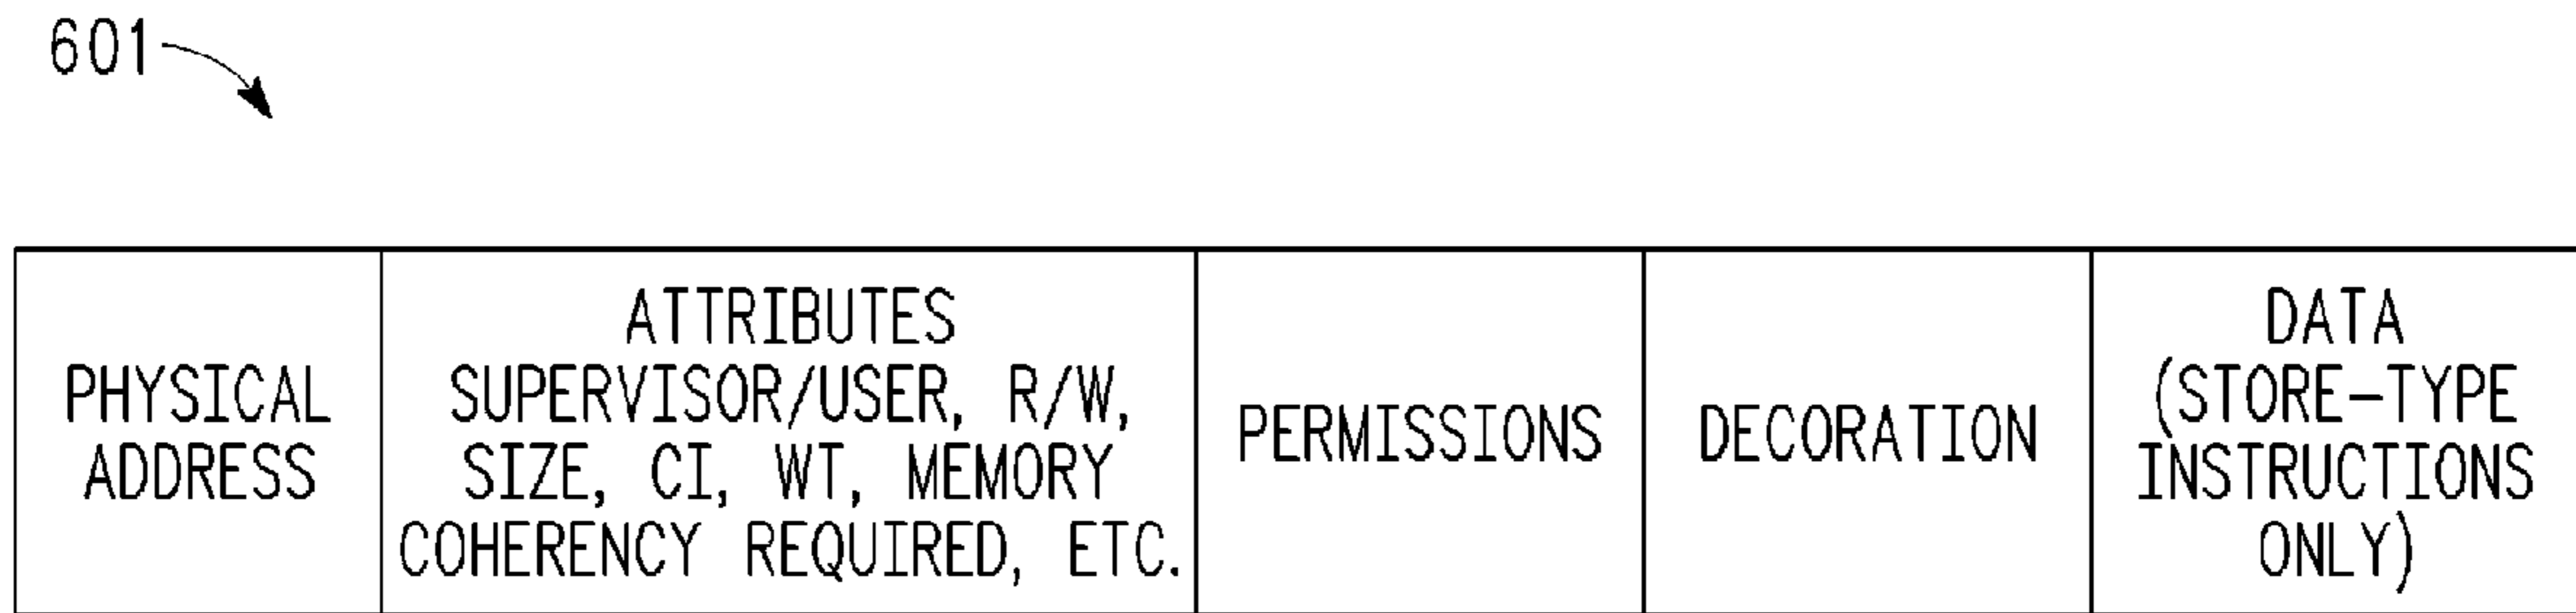 601
PHYSICAL
ADDRESS
ATTRIBUTES
SUPERVISOR/USER, R/W,
SIZE, CI, WT, MEMORY
COHERENCY REQUIRED, ETC.
PERMISSIONS
DECORATION
DATA
(STORE-TYPE
INSTRUCTIONS
ONLY)